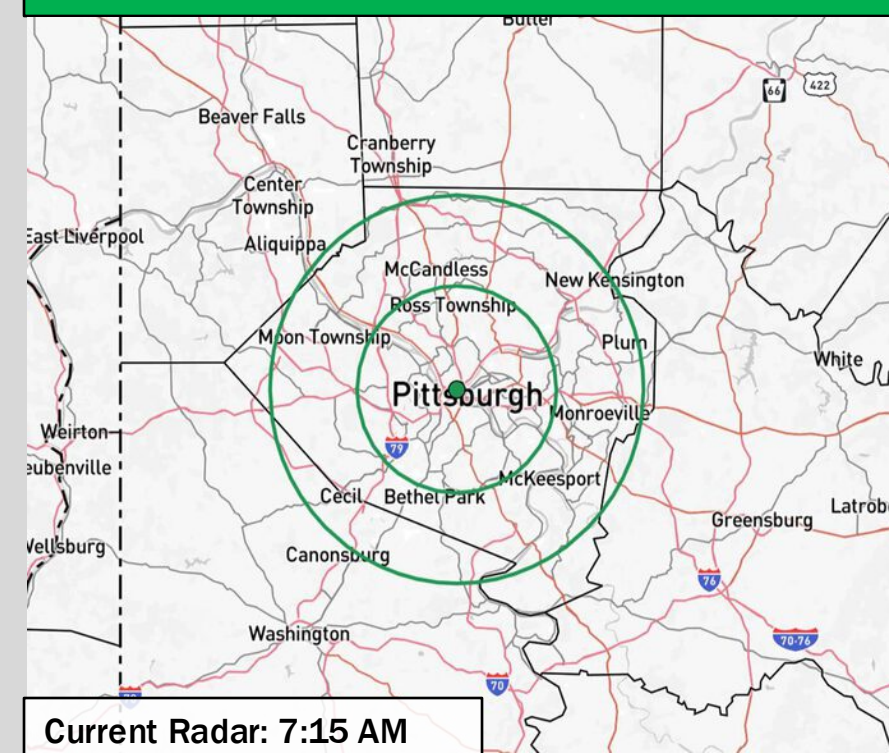 Butler
66
422
Beaver Falls
Cranberry
Township
Center
Township
East Liverpool
Aliquippa
McCandless
New Kensington
Ross Township
Moon Township
Plum
White
Pittsburgh
Monroeville
Weirton
79
eubenville
McKeesport
Cecil
Bethel Park
Latrobe
Greensburg
Wellsburg
Canonsburg
76
Washington
70-76
70
Current Radar: 7:15 AM